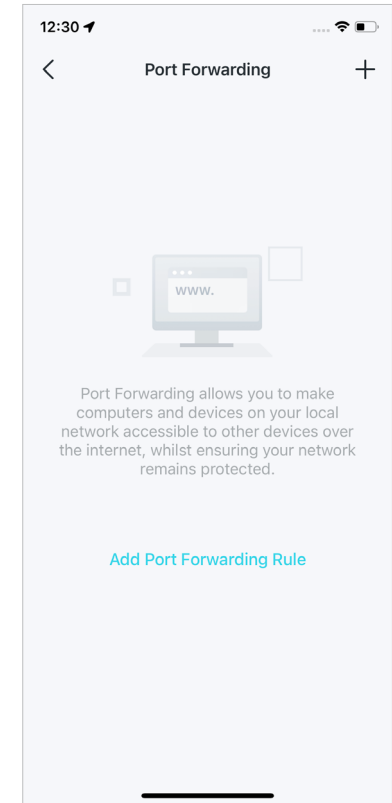 12:30
Port Forwarding
www.
Port Forwarding allows you to make
computers and devices on your local
network accessible to other devices over
the internet, whilst ensuring your network
remains protected.
Add Port Forwarding Rule